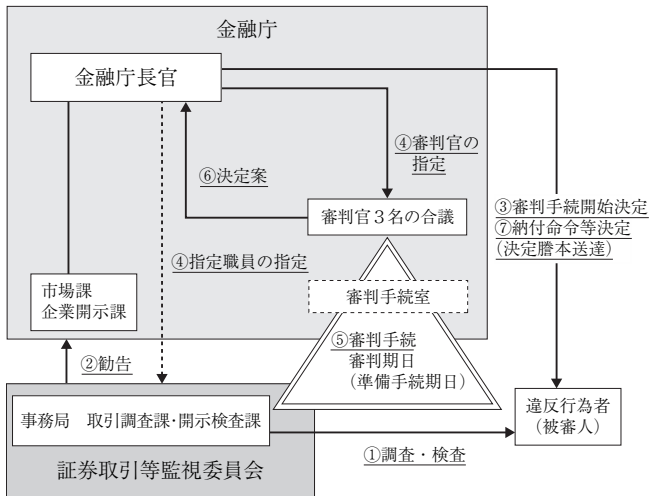 金融庁
金融庁長官
④審判官の
指定
⑥決定案
審判官3名の合議
③審判手続開始決定
⑦納付命令等決定
(決定謄本送達)
④指定職員の指定
市場課
企業開示課
審判手続室
⑤審判手続
審判期日
(準備手続期日)
②勧告
事務局 取引調査課・開示検査課
違反行為者
(被審人)
①調査・検査
証券取引等監視委員会